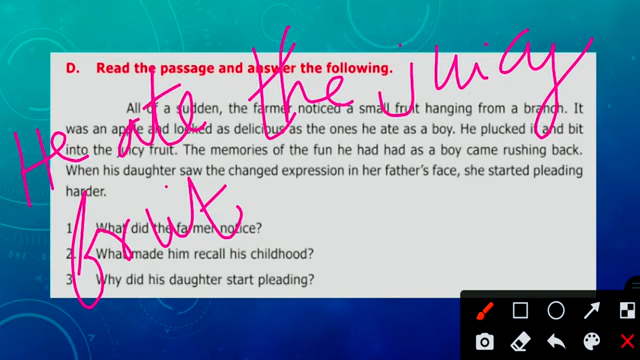 D. Read the passage and answer the following.
All of a sudden, the farmer noticed a small fruit hanging from a branch. It
was an apple and looked as delicious as the ones he ate as a boy. He plucked it and bit
into the juicy fruit. The memories of the fun he had had as a boy came rushing back.
When his daughter saw the changed expression in her father's face, she started pleading
harder.
1. What did the farmer notice?
2. What made him recall his childhood?
3. Why did his daughter start pleading?
He ate the juicy
fruit